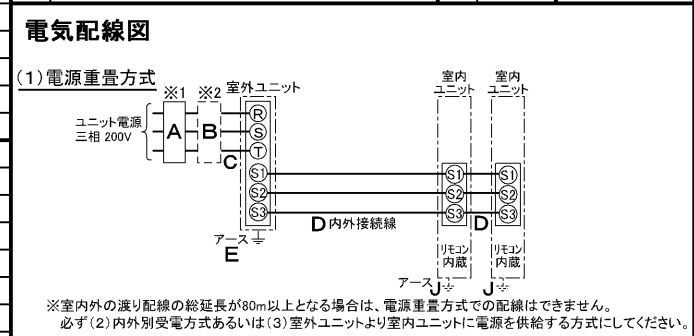 電気配線図
(1)電源重畳方式
※1 ※2 室外ユニット
室内ユニット 室内ユニット
ユニット電源
三相 200V
A B
R
S
T
C
S1 S1 S1
S2 S2 S2
S3 S3 S3
D内外接続線 D
アース
E
リモコン内蔵 リモコン内蔵
アース J J
※室内外の渡り配線の総延長が80m以上となる場合は、電源重畳方式での配線はできません。
必ず(2)内外別受電方式あるいは(3)室外ユニットより室内ユニットに電源を供給する方式にしてください。